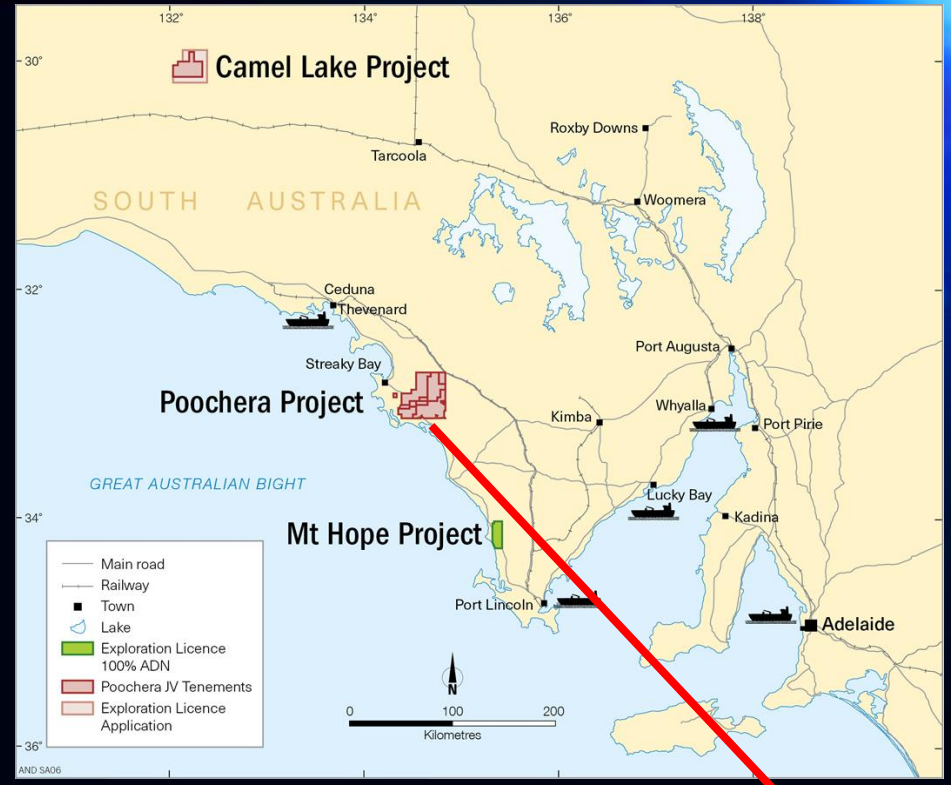 132°
134°
136°
138°
30°
Camel Lake Project
Roxby Downs
Tarcoola
Woomera
SOUTH AUSTRALIA
32°
Ceduna
Thevenard
Port Augusta
Streaky Bay
Poochera Project
Kimba
Whyalla
Port Pirie
GREAT AUSTRALIAN BIGHT
Lucky Bay
34°
Kadina
Mt Hope Project
Port Lincoln
Adelaide
Main road
Railway
Town
Lake
Exploration Licence
100% ADN
Poochera JV Tenements
Exploration Licence
Application
N
0 100 200
Kilometres
36°
AND SA06